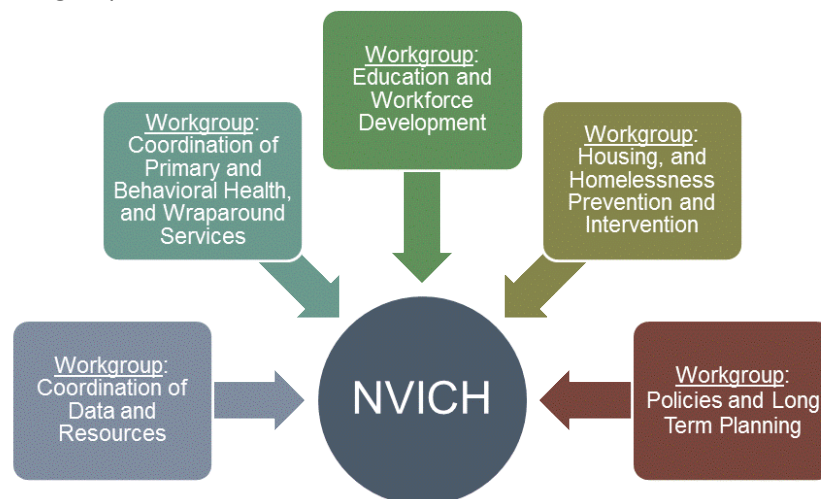 Workgroup:
Education and
Workforce
Development
Workgroup:
Coordination of
Primary and
Behavioral Health,
and Wraparound
Services
Workgroup:
Housing, and
Homelessness
Prevention and
Intervention
Workgroup:
Coordination of
Data and
Resources
NVICH
Workgroup:
Policies and Long
Term Planning